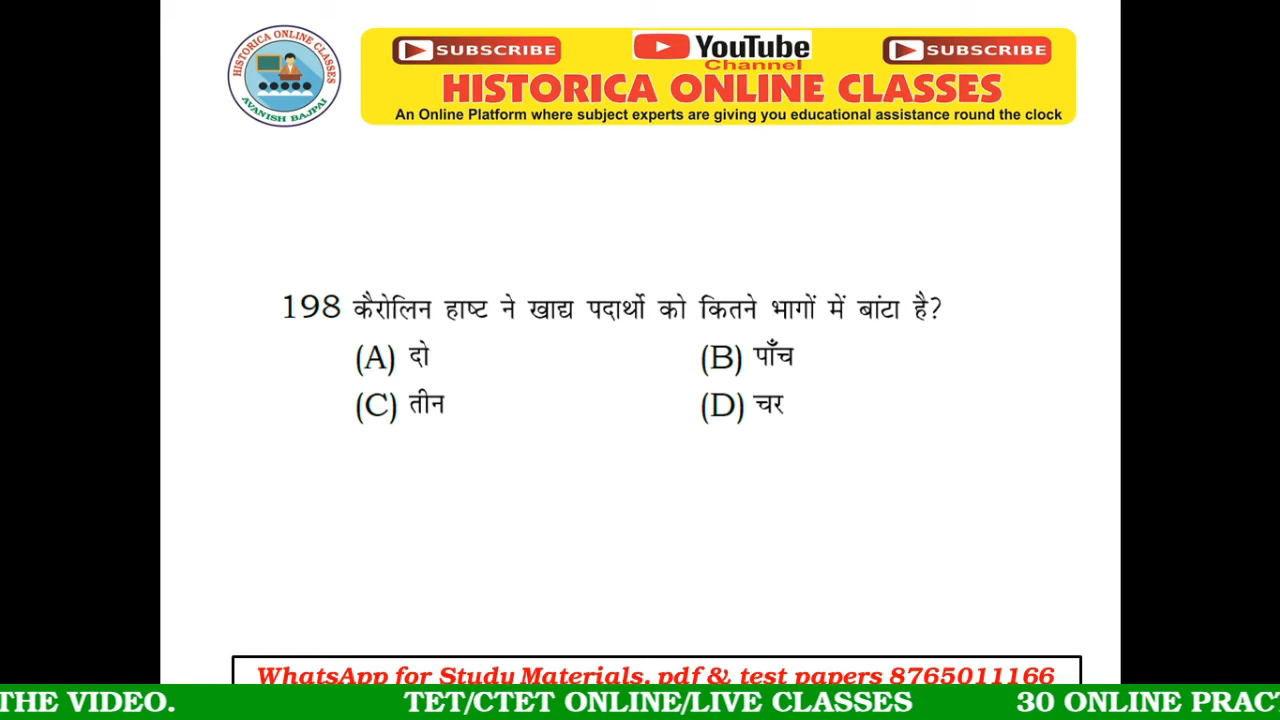 HISTORICA ONLINE CLASSES
AVANISH BAJPAI
SUBSCRIBE
YouTube
SUBSCRIBE
Channel
HISTORICA ONLINE CLASSES
An Online Platform where subject experts are giving you educational assistance round the clock
198 कैरोलिन हाष्ट ने खाद्य पदार्थो को कितने भागों में बांटा है?
(A) दो (B) पाँच
(C) तीन (D) चर
WhatsApp for Study Materials, pdf & test papers 8765011166
THE VIDEO. TET/CTET ONLINE/LIVE CLASSES 30 ONLINE PRACT